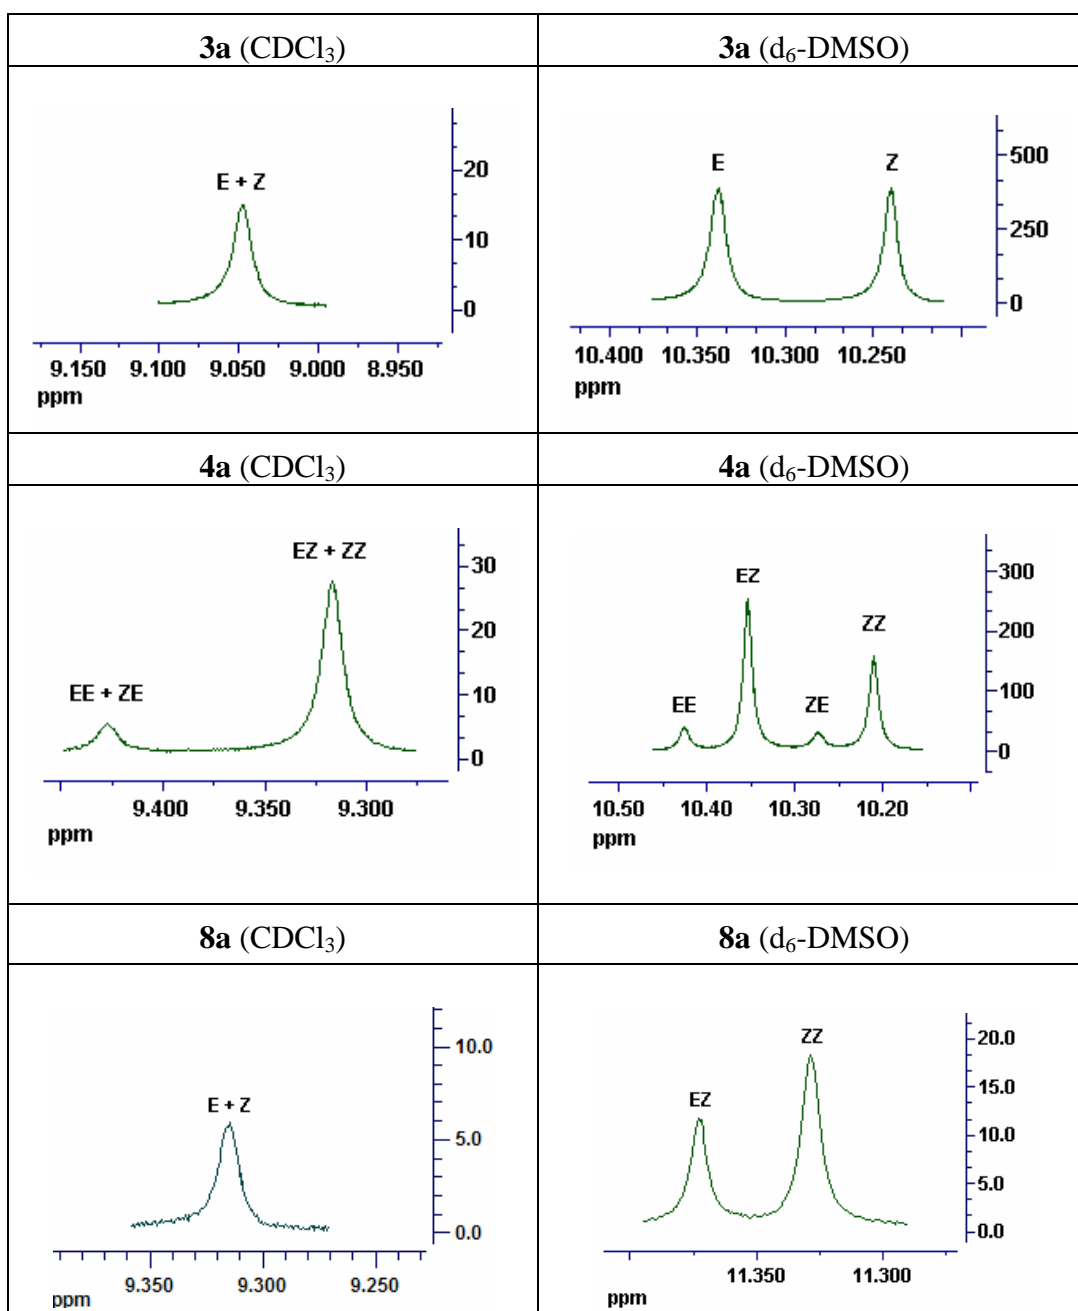 3a (CDCl3)
3a (d6-DMSO)
E + Z
20
10
0
9.150 9.100 9.050 9.000 8.950
ppm
E
Z
500
250
0
10.400 10.350 10.300 10.250
ppm
4a (CDCl3)
4a (d6-DMSO)
EZ + ZZ
EE + ZE
30
20
10
0
9.400 9.350 9.300
ppm
EZ
ZZ
EE
ZE
300
200
100
0
10.50 10.40 10.30 10.20
ppm
8a (CDCl3)
8a (d6-DMSO)
E + Z
10.0
5.0
0.0
9.350 9.300 9.250
ppm
ZZ
EZ
20.0
15.0
10.0
5.0
0.0
11.350 11.300
ppm